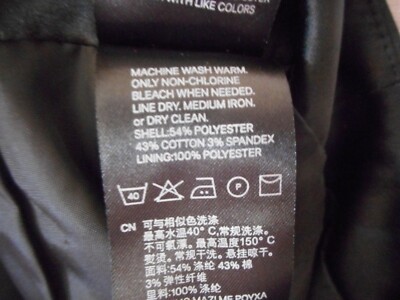 WITH LIKE COLORS
MACHINE WASH WARM.
ONLY NON-CHLORINE
BLEACH WHEN NEEDED.
LINE DRY. MEDIUM IRON.
or DRY CLEAN.
SHELL:54% POLYESTER
43% COTTON 3% SPANDEX
LINING:100% POLYESTER
40 P
CN 可与相似色洗涤
最高水温40°C,常规洗涤.
不可氧漂. 最高温度150°C
熨烫. 常规干洗. 悬挂晾干.
面料:54% 涤纶 43% 棉
3% 弹性纤维
里料:100% 涤纶